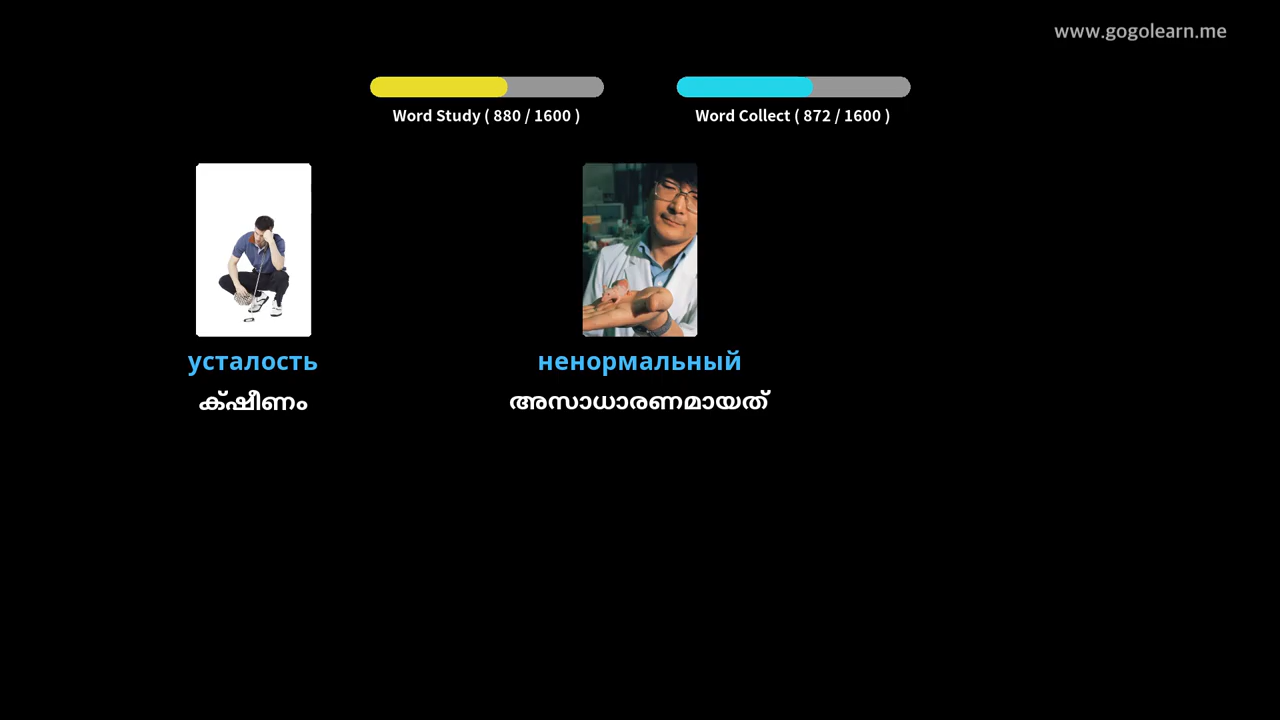 www.gogolearn.me
Word Study ( 880 / 1600 )
Word Collect ( 872 / 1600 )
усталость
ക്ഷീണം
ненормальный
അസാധാരണമായത്